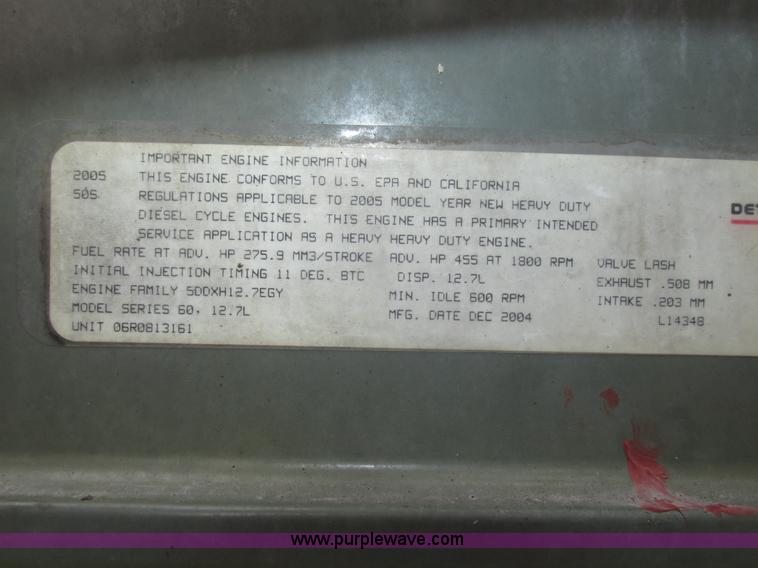 IMPORTANT ENGINE INFORMATION
2005 THIS ENGINE CONFORMS TO U.S. EPA AND CALIFORNIA
50S REGULATIONS APPLICABLE TO 2005 MODEL YEAR NEW HEAVY DUTY
DIESEL CYCLE ENGINES. THIS ENGINE HAS A PRIMARY INTENDED
SERVICE APPLICATION AS A HEAVY HEAVY DUTY ENGINE.
FUEL RATE AT ADV. HP 275.9 MM3/STROKE ADV. HP 455 AT 1800 RPM VALVE LASH
INITIAL INJECTION TIMING 11 DEG. BTC DISP. 12.7L EXHAUST .508 MM
ENGINE FAMILY 5DDXH12.7EGY MIN. IDLE 600 RPM INTAKE .203 MM
MODEL SERIES 60, 12.7L MFG. DATE DEC 2004 L14348
UNIT 06R0813161
DET
www.purplewave.com